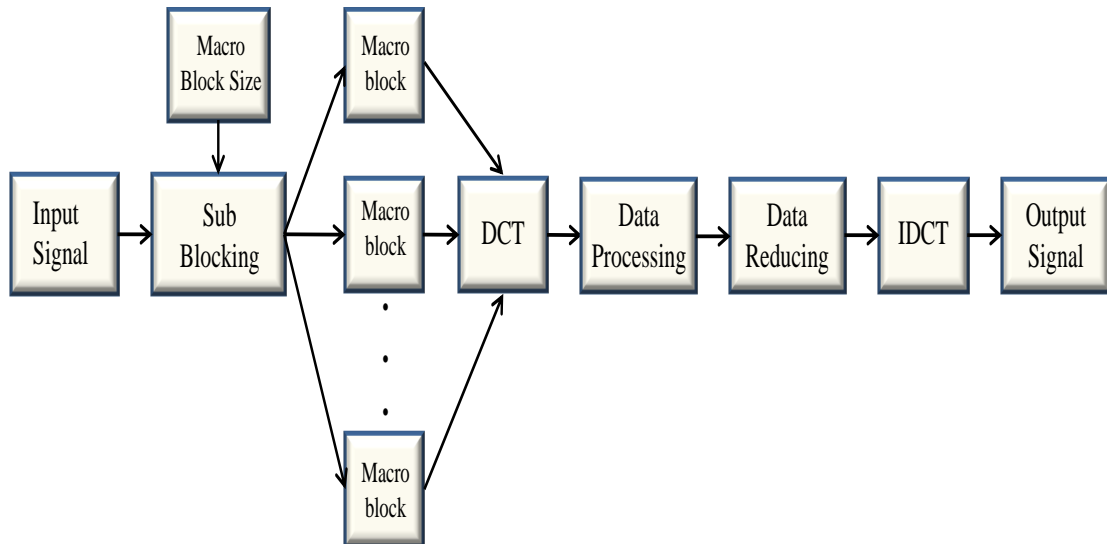 Macro
Block Size
Macro
block
Input
Signal
Sub
Blocking
Macro
block
DCT
Data
Processing
Data
Reducing
IDCT
Output
Signal
Macro
block